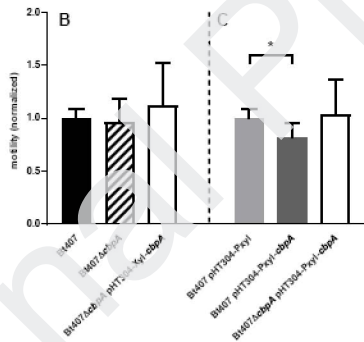 B
C
*
motility (normalized)
2.0
1.5
1.0
0.5
0.0
Bt407
Bt407ΔcbpA
Bt407ΔcbpA pHT304-Xyl-cbpA
Bt407 pHT304-Pxyl
Bt407 pHT304-Pxyl-cbpA
Bt407ΔcbpA pHT304-Pxyl-cbpA